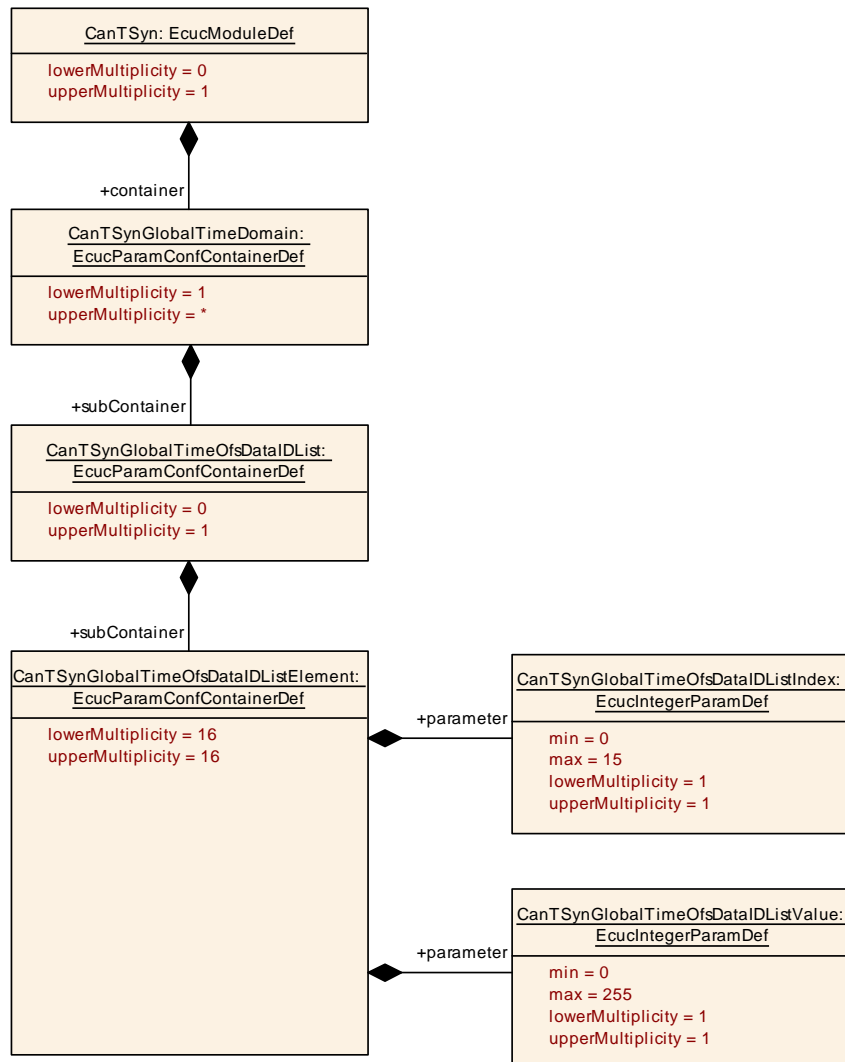 CanTSyn: EcucModuleDef
lowerMultiplicity = 0
upperMultiplicity = 1
+container
CanTSynGlobalTimeDomain:
EcucParamConfContainerDef
lowerMultiplicity = 1
upperMultiplicity = *
+subContainer
CanTSynGlobalTimeOfsDataIDList:
EcucParamConfContainerDef
lowerMultiplicity = 0
upperMultiplicity = 1
+subContainer
CanTSynGlobalTimeOfsDataIDListElement:
EcucParamConfContainerDef
lowerMultiplicity = 16
upperMultiplicity = 16
+parameter
CanTSynGlobalTimeOfsDataIDListIndex:
EcucIntegerParamDef
min = 0
max = 15
lowerMultiplicity = 1
upperMultiplicity = 1
+parameter
CanTSynGlobalTimeOfsDataIDListValue:
EcucIntegerParamDef
min = 0
max = 255
lowerMultiplicity = 1
upperMultiplicity = 1